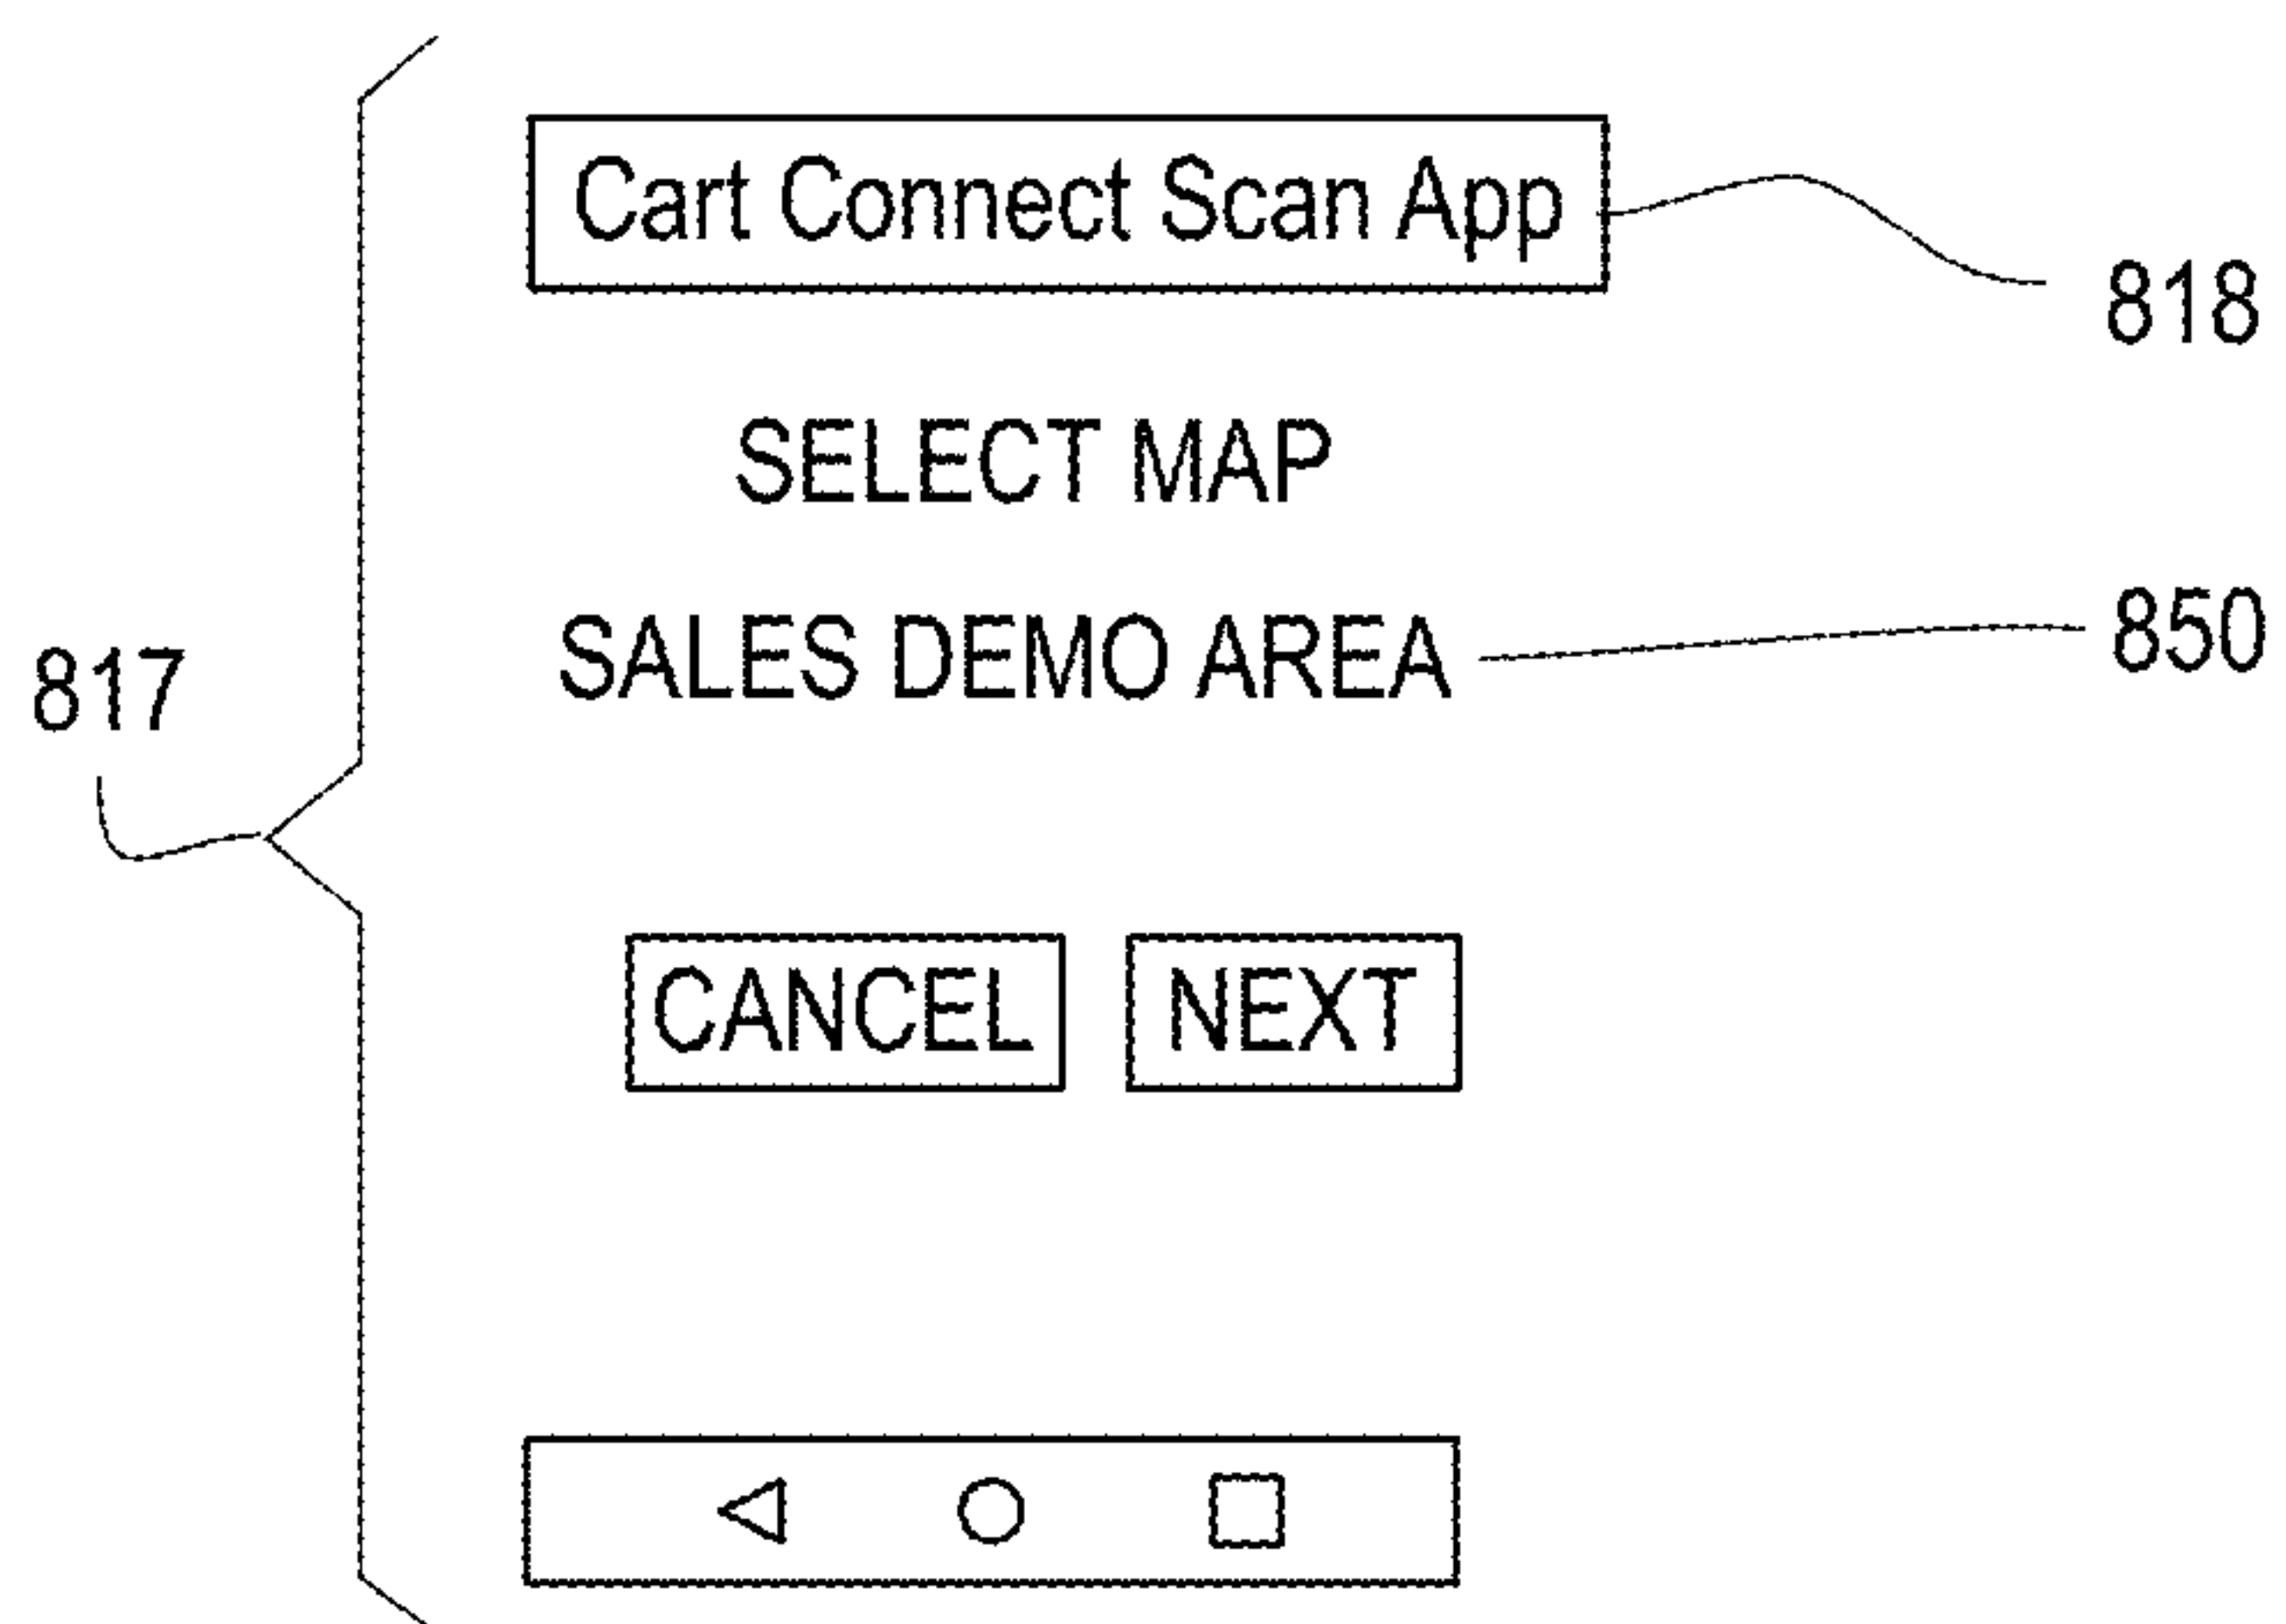 Cart Connect Scan App
818
SELECT MAP
SALES DEMO AREA
850
817
CANCEL NEXT